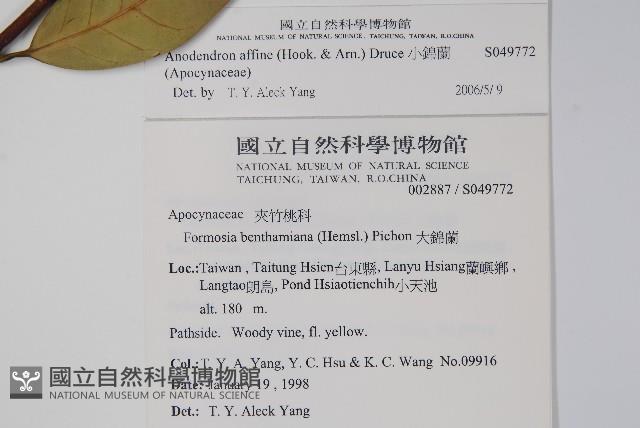 國立自然科學博物館
NATIONAL MUSEUM OF NATURAL SCIENCE, TAICHUNG, TAIWAN, R.O.CHINA
Anodendron affine (Hook. & Arn.) Druce 小錦蘭 S049772
(Apocynaceae)
Det. by T. Y. Aleck Yang 2006/5/ 9
國立自然科學博物館
NATIONAL MUSEUM OF NATURAL SCIENCE
TAICHUNG, TAIWAN, R.O.CHINA
002887 / S049772
Apocynaceae 夾竹桃科
Formosia benthamiana (Hemsl.) Pichon 大錦蘭
Loc.:Taiwan , Taitung Hsien台東縣, Lanyu Hsiang蘭嶼鄉 ,
Langtao朗島, Pond Hsiaotienchih小天池
alt. 180 m.
Pathside. Woody vine, fl. yellow.
Col.:T. Y. A. Yang, Y. C. Hsu & K. C. Wang No.09916
Date: January 19 , 1998
Det.: T. Y. Aleck Yang
國立自然科學博物館
NATIONAL MUSEUM OF NATURAL SCIENCE